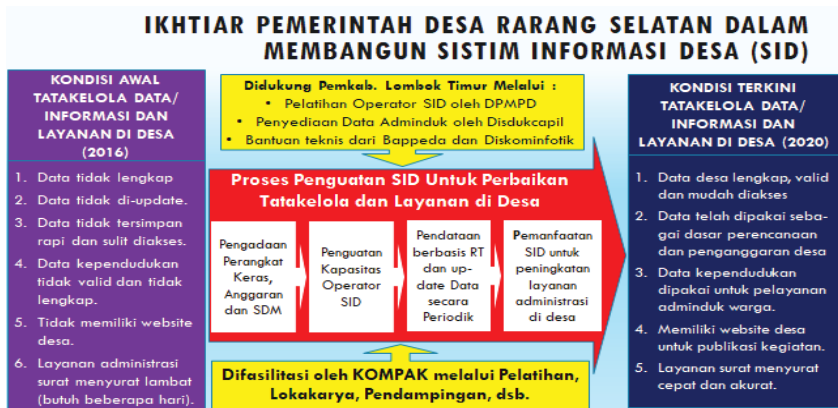 IKHTIAR PEMERINTAH DESA RARANG SELATAN DALAM
MEMBANGUN SISTIM INFORMASI DESA (SID)
KONDISI AWAL
TATAKELOLA DATA/
INFORMASI DAN
LAYANAN DI DESA
(2016)
1. Data tidak lengkap
2. Data tidak di-update.
3. Data tidak tersimpan
rapi dan sulit diakses.
4. Data kependudukan
tidak valid dan tidak
lengkap.
5. Tidak memiliki website
desa.
6. Layanan administrasi
surat menyurat lambat
(butuh beberapa hari).
Didukung Pemkab. Lombok Timur Melalui :
• Pelatihan Operator SID oleh DPMPD
• Penyediaan Data Adminduk oleh Disdukcapil
• Bantuan teknis dari Bappeda dan Diskominfotik
Proses Penguatan SID Untuk Perbaikan
Tatakelola dan Layanan di Desa
Pengadaan
Perangkat
Keras,
Anggaran
dan SDM
Penguatan
Kapasitas
Operator
SID
Pendataan
berbasis RT
dan up-
date Data
secara
Periodik
Pemanfaatan
SID untuk
peningkatan
layanan
administrasi
di desa
Difasilitasi oleh KOMPAK melalui Pelatihan,
Lokakarya, Pendampingan, dsb.
KONDISI TERKINI
TATAKELOLA DATA/
INFORMASI DAN
LAYANAN DI DESA (2020)
1. Data desa lengkap, valid
dan mudah diakses
2. Data telah dipakai seba-
gai dasar perencanaan
dan penganggaran desa
3. Data kependudukan
dipakai untuk pelayanan
adminduk warga.
4. Memiliki website desa
untuk publikasi kegiatan.
5. Layanan surat menyurat
cepat dan akurat.